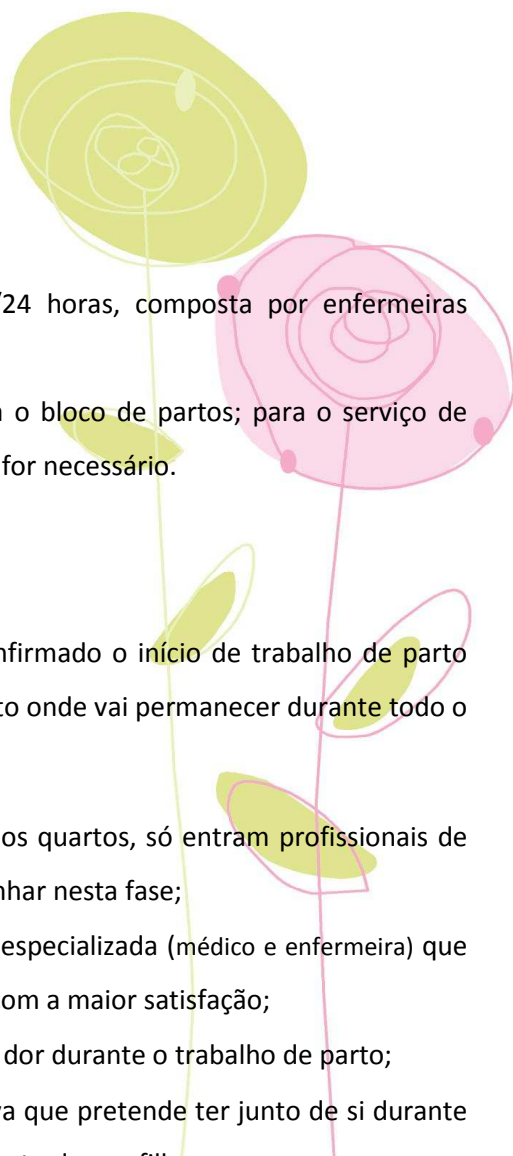 /24 horas, composta por enfermeiras
o bloco de partos; para o serviço de
for necessário.
nfirmado o início de trabalho de parto
to onde vai permanecer durante todo o
os quartos, só entram profissionais de
nhar nesta fase;
especializada (médico e enfermeira) que
om a maior satisfação;
dor durante o trabalho de parto;
va que pretende ter junto de si durante